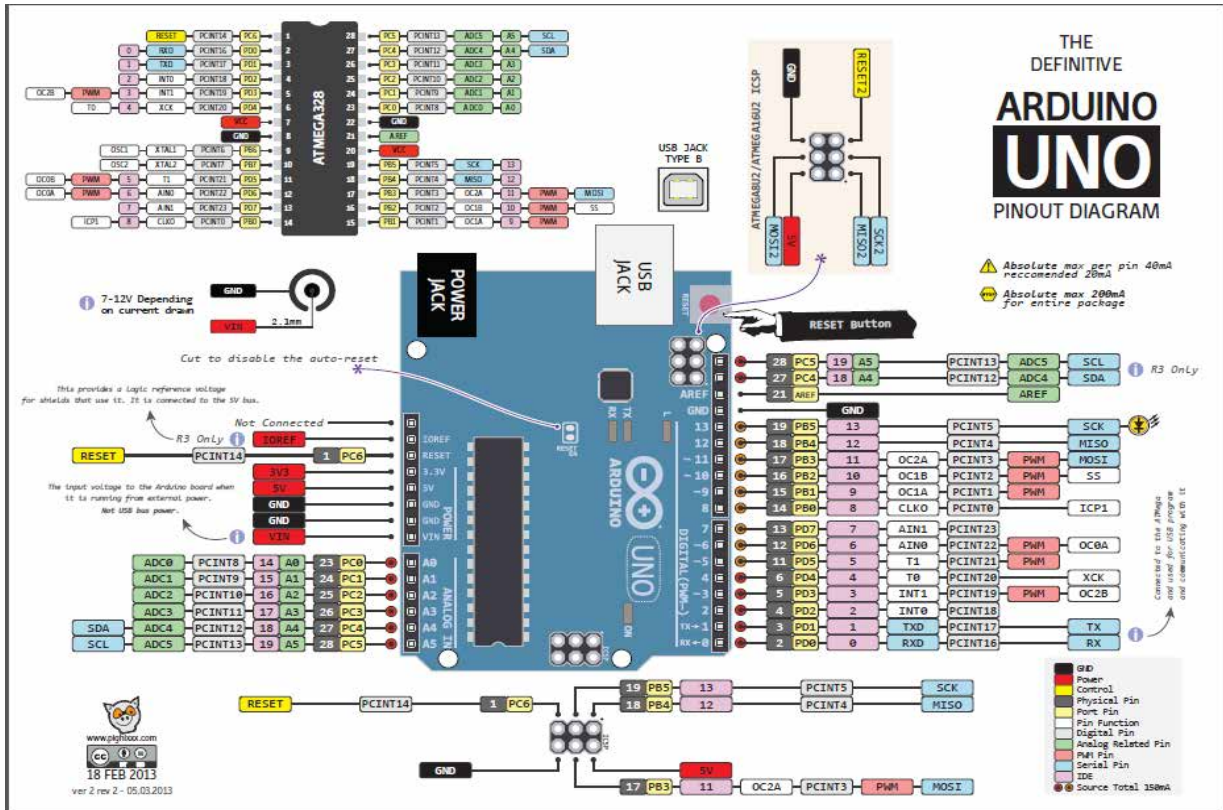 THE
DEFINITIVE
ARDUINO
UNO
PINOUT DIAGRAM
ATMEGA328
RESET PCINT14 PC6 1
0 RXD PCINT16 PD0 2
1 TXD PCINT17 PD1 3
2 INT0 PCINT18 PD2 4
OC2B PWM 3 INT1 PCINT19 PD3 5
TO 4 XCK PCINT20 PD4 6
VCC 7
GND 8
OSC1 XTAL1 PCINT6 PB6 9
OSC2 XTAL2 PCINT7 PB7 10
OC0B PWM 5 T1 PCINT21 PD5 11
OC0A PWM 6 AIN0 PCINT22 PD6 12
7 AIN1 PCINT23 PD7 13
ICP1 8 CLKO PCINT0 PB0 14
28 PC5 PCINT13 ADC5 A5 SCL
27 PC4 PCINT12 ADC4 A4 SDA
26 PC3 PCINT11 ADC3 A3
25 PC2 PCINT10 ADC2 A2
24 PC1 PCINT9 ADC1 A1
23 PC0 PCINT8 ADC0 A0
22 GND
21 AREF
20 VCC
19 PB5 PCINT5 SCK 13
18 PB4 PCINT4 MISO 12
17 PB3 PCINT3 OC2A 11 PWM MOSI
16 PB2 PCINT2 OC1B 10 PWM SS
15 PB1 PCINT1 OC1A 9 PWM
USB JACK
TYPE B
ATMEGA8U2/ATMEGA16U2 ICSP
GND
RESET2
MOSI2
5V
MISO2
SCK2
Absolute max per pin 40mA
reccomended 20mA
Absolute max 200mA
for entire package
7-12V Depending
on current drawn
GND
VIN
2.1mm
POWER
JACK
USB
JACK
RESET
RESET Button
Cut to disable the auto-reset
This provides a logic reference voltage
for shields that use it. It is connected to the 5V bus.
Not Connected
R3 Only IOREF
RESET PCINT14 1 PC6
3V3
5V
GND
GND
VIN
The input voltage to the Arduino board when
it is running from external power.
Not USB bus power.
ADC0 PCINT8 14 A0 23 PC0
ADC1 PCINT9 15 A1 24 PC1
ADC2 PCINT10 16 A2 25 PC2
ADC3 PCINT11 17 A3 26 PC3
SDA ADC4 PCINT12 18 A4 27 PC4
SCL ADC5 PCINT13 19 A5 28 PC5
IOREF
RESET
3.3V
5V
GND
GND
VIN
POWER
A0
A1
A2
A3
A4
A5
ANALOG IN
RESET
EN
RX
TX
L
ARDUINO
UNO
ON
ICSP
AREF
GND
13
12
~11
~10
~9
8
7
~6
~5
4
~3
2
TX→1
RX←0
DIGITAL(PWM~)
28 PC5 19 A5 PCINT13 ADC5 SCL
27 PC4 18 A4 PCINT12 ADC4 SDA
R3 Only
21 AREF AREF
GND
19 PB5 13 PCINT5 SCK
18 PB4 12 PCINT4 MISO
17 PB3 11 OC2A PCINT3 PWM MOSI
16 PB2 10 OC1B PCINT2 PWM SS
15 PB1 9 OC1A PCINT1 PWM
14 PB0 8 CLKO PCINT0 ICP1
13 PD7 7 AIN1 PCINT23
12 PD6 6 AIN0 PCINT22 PWM OC0A
11 PD5 5 T1 PCINT21 PWM
6 PD4 4 T0 PCINT20 XCK
5 PD3 3 INT1 PCINT19 PWM OC2B
4 PD2 2 INT0 PCINT18
3 PD1 1 TXD PCINT17 TX
2 PD0 0 RXD PCINT16 RX
Connected to the ATMega
and used for USB program
and communicating with it
RESET PCINT14 1 PC6
19 PB5 13 PCINT5 SCK
18 PB4 12 PCINT4 MISO
ICSP
GND
5V
17 PB3 11 OC2A PCINT3 PWM MOSI
GND
Power
Control
Physical Pin
Port Pin
Pin Function
Digital Pin
Analog Related Pin
PWM Pin
Serial Pin
IDE
Source Total 150mA
www.pighixxx.com
cc
18 FEB 2013
ver 2 rev 2 - 05.03.2013